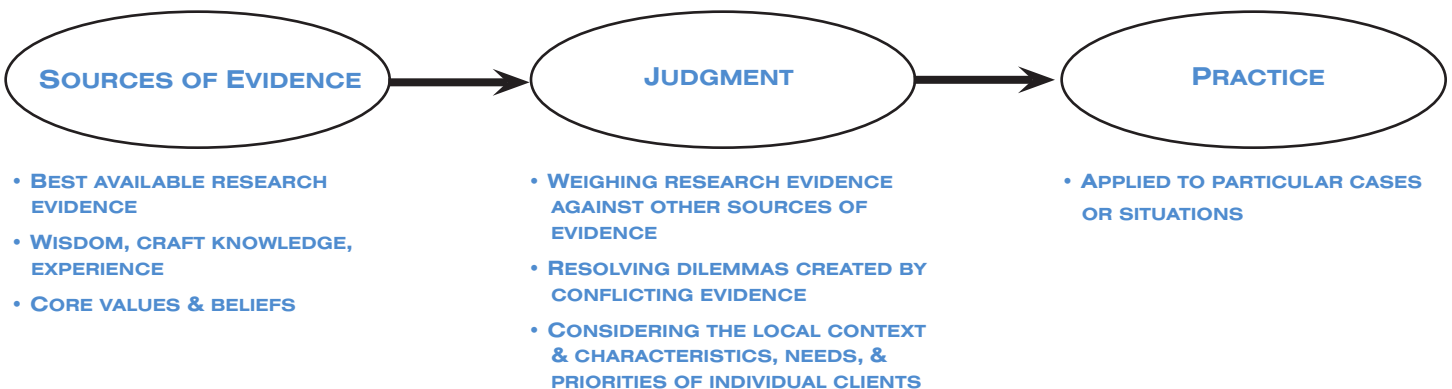 SOURCES OF EVIDENCE
• BEST AVAILABLE RESEARCH
EVIDENCE
• WISDOM, CRAFT KNOWLEDGE,
EXPERIENCE
• CORE VALUES & BELIEFS
JUDGMENT
• WEIGHING RESEARCH EVIDENCE
AGAINST OTHER SOURCES OF
EVIDENCE
• RESOLVING DILEMMAS CREATED BY
CONFLICTING EVIDENCE
• CONSIDERING THE LOCAL CONTEXT
& CHARACTERISTICS, NEEDS, &
PRIORITIES OF INDIVIDUAL CLIENTS
PRACTICE
• APPLIED TO PARTICULAR CASES
OR SITUATIONS